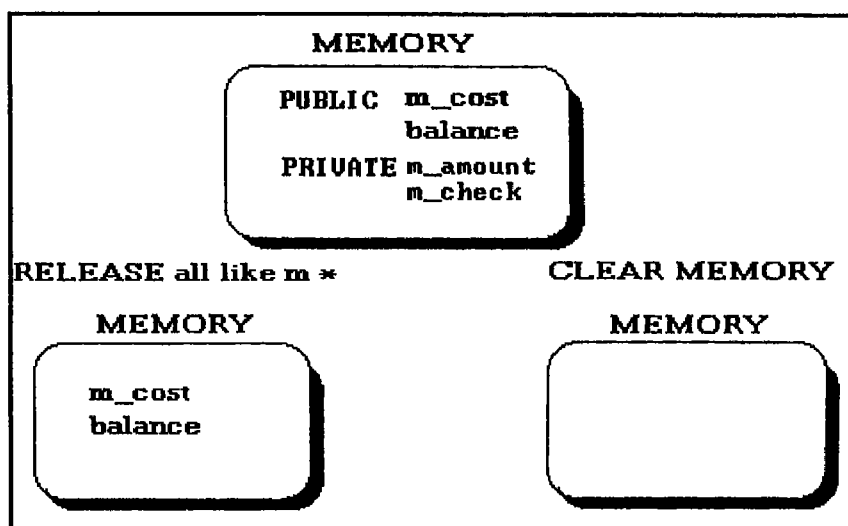 MEMORY
PUBLIC m_cost
balance
PRIVATE m_amount
m_check
RELEASE all like m *
CLEAR MEMORY
MEMORY
MEMORY
m_cost
balance